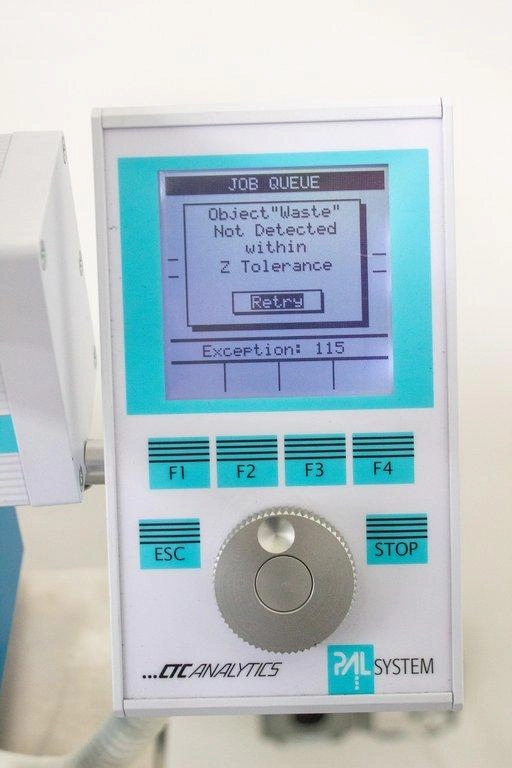 JOB QUEUE
Object"Waste"
Not Detected
within
Z Tolerance
Retry
Exception: 115
F1 F2 F3 F4
ESC
STOP
...CTC ANALYTICS
PAL SYSTEM